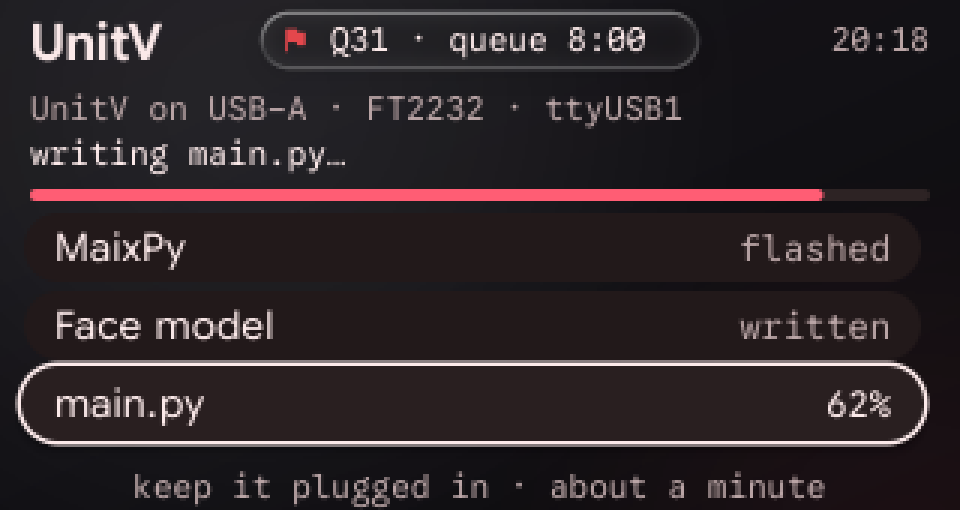 UnitV Q31 · queue 8:00 20:18
UnitV on USB-A · FT2232 · ttyUSB1
writing main.py…
MaixPy flashed
Face model written
main.py 62%
keep it plugged in · about a minute